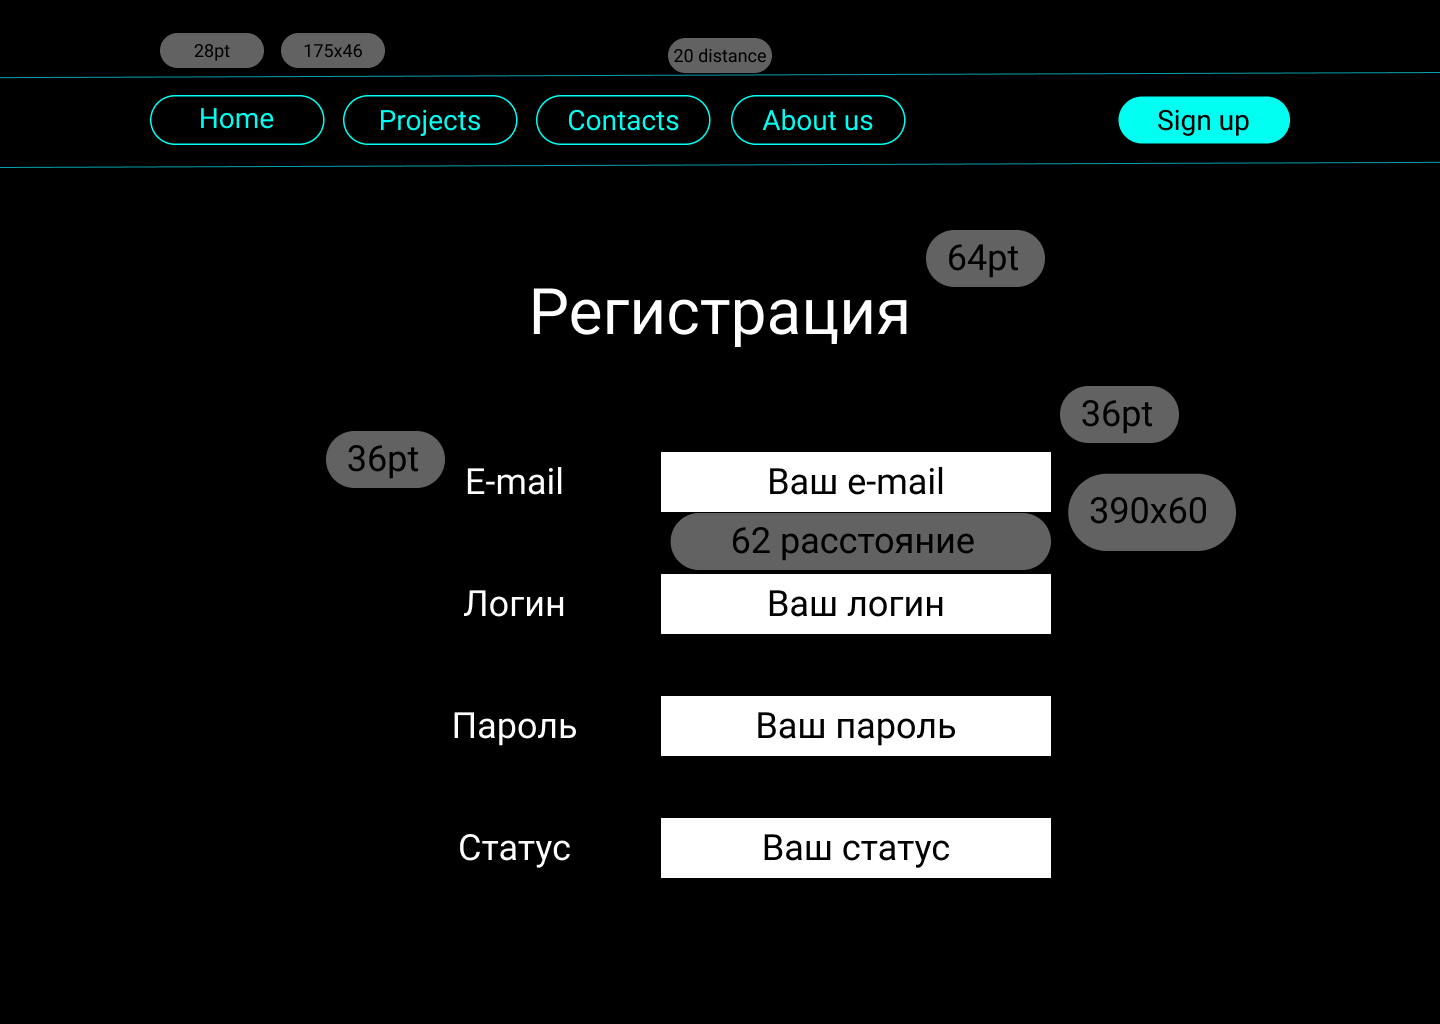 28pt
175x46
20 distance
Home
Projects
Contacts
About us
Sign up
64pt
Регистрация
36pt
36pt
E-mail
Ваш e-mail
390x60
62 расстояние
Логин
Ваш логин
Пароль
Ваш пароль
Статус
Ваш статус